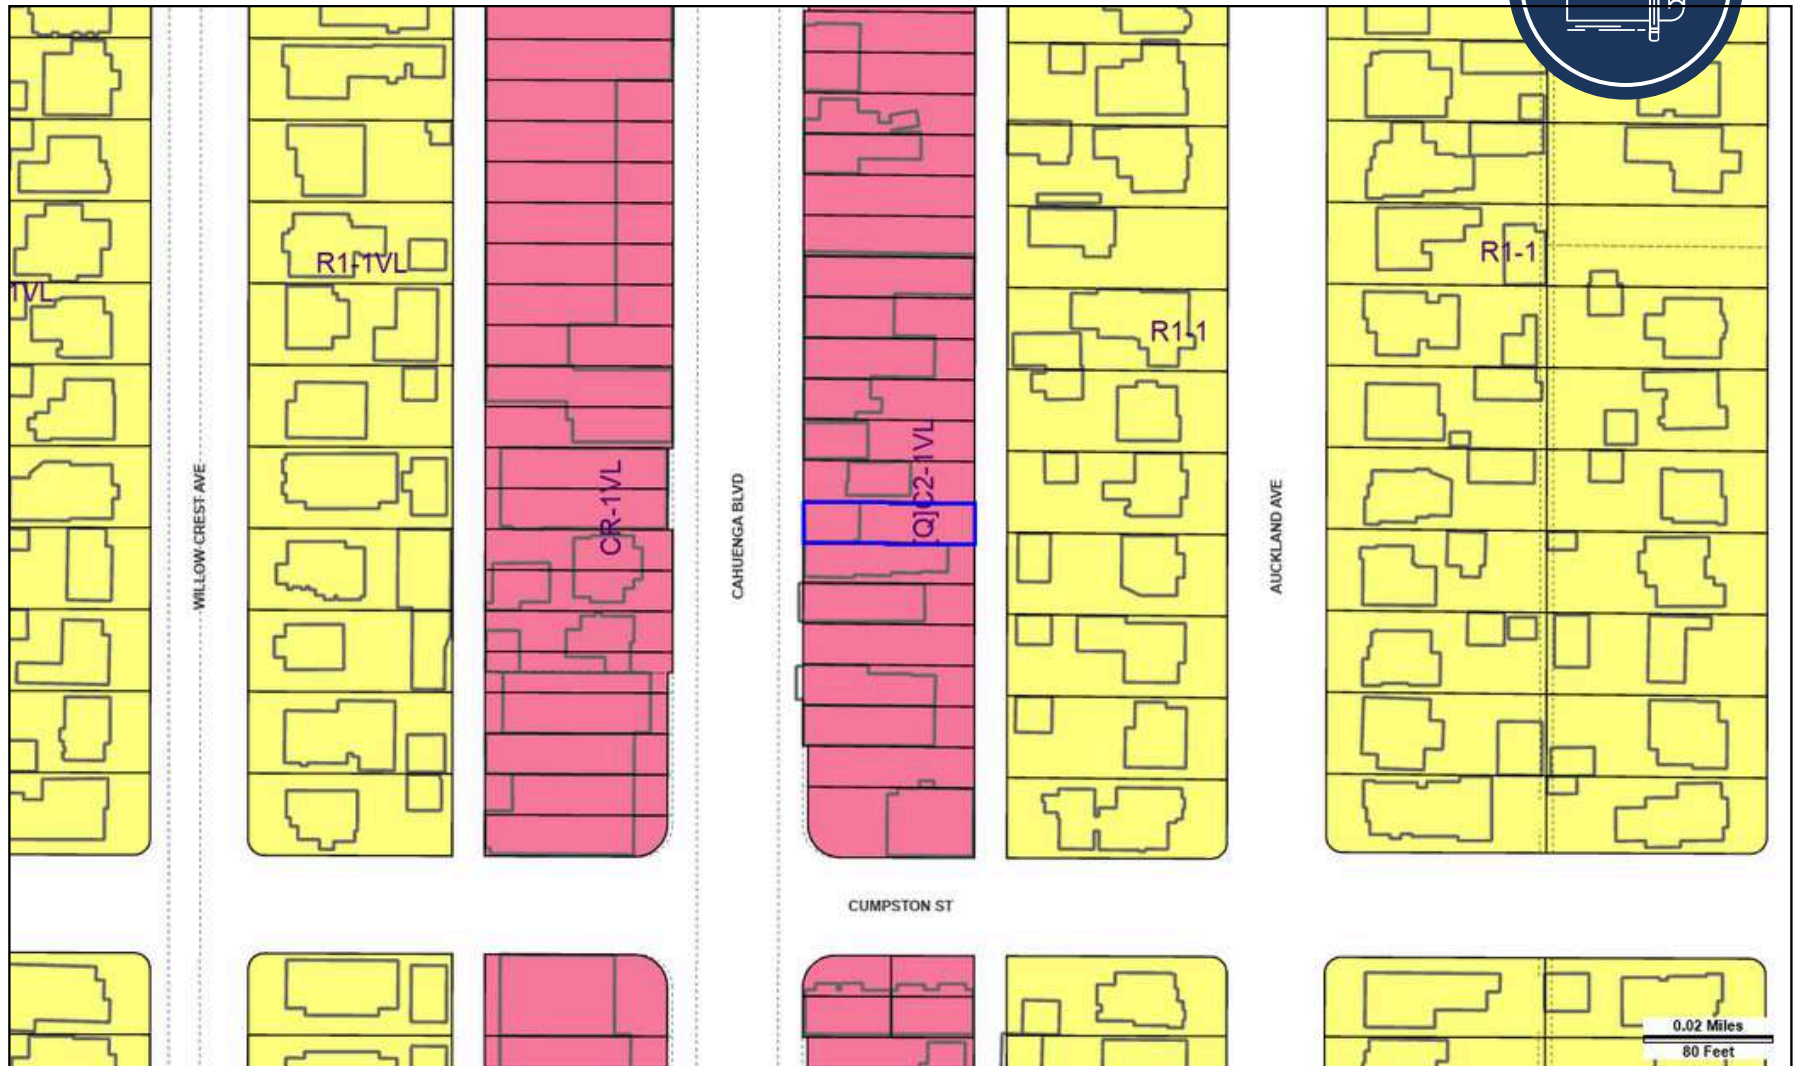 R1-1VL
R1-1
1VL
R1-1
CR-1VL
[Q]C2-1VL
WILLOW CREST AVE
CAHUENGA BLVD
AUCKLAND AVE
CUMPSTON ST
0.02 Miles
80 Feet